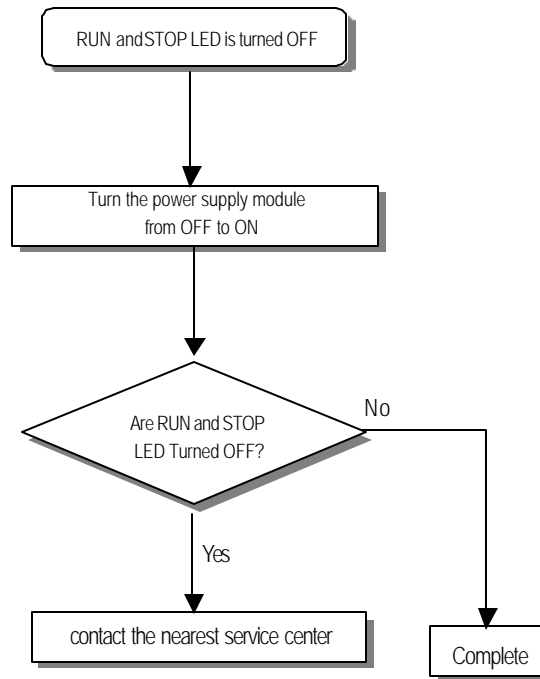 RUN and STOP LED is turned OFF
Turn the power supply module
from OFF to ON
Are RUN and STOP
LED Turned OFF?
No
Yes
contact the nearest service center
Complete